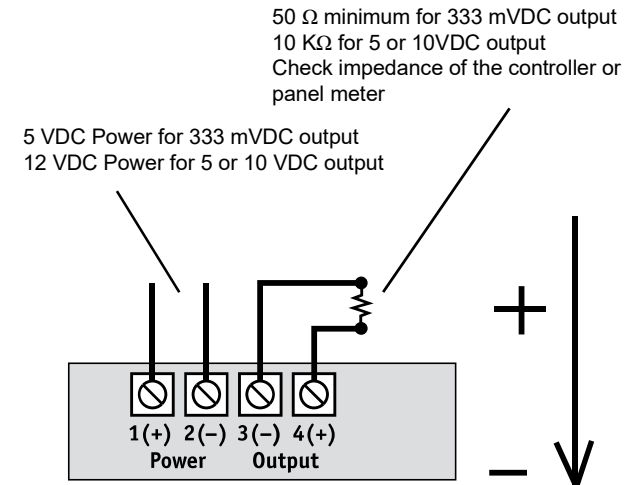 50 Ω minimum for 333 mVDC output
10 KΩ for 5 or 10VDC output
Check impedance of the controller or
panel meter
5 VDC Power for 333 mVDC output
12 VDC Power for 5 or 10 VDC output
+
1(+) 2(−) 3(−) 4(+)
Power Output
−